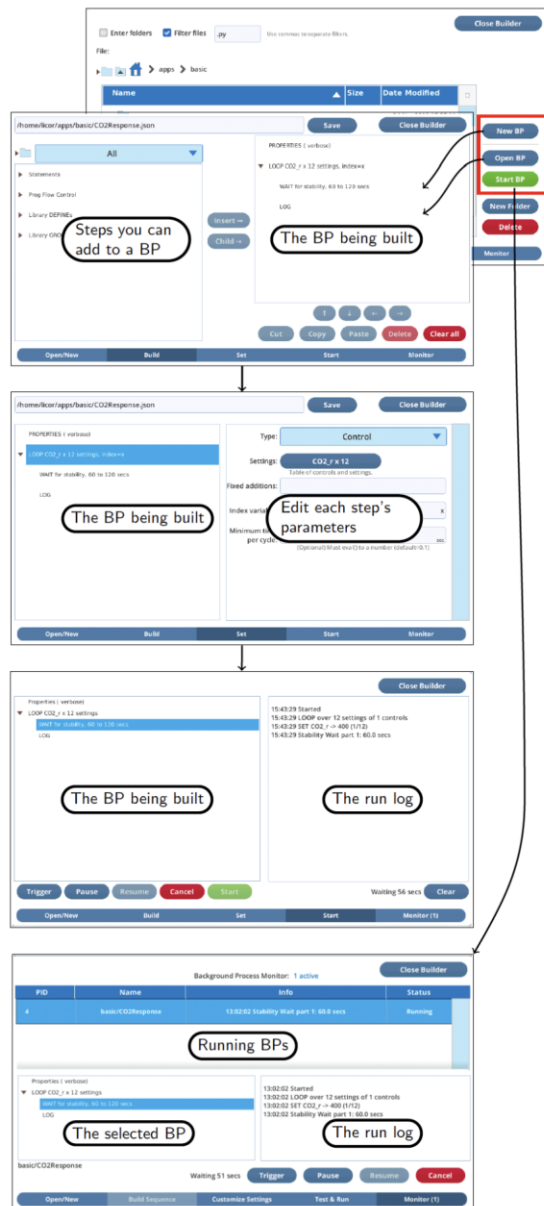 Close Builder
Enter folders Filter files .py Use commas to separate filters.
File:
apps basic
Name Size Date Modified
/home/licor/apps/basic/CO2Response.json Save Close Builder
New BP
Open BP
Start BP
New Folder
Delete
Monitor
All
Statements
Prog Flow Control
Library DEFINEs
Steps you can
add to a BP
Insert →
Child →
PROPERTIES ( verbose)
LOOP CO2_r x 12 settings, index=x
WAIT for stability, 60 to 120 secs
LOG
The BP being built
↑ ↓ ← →
Cut Copy Paste Delete Clear all
Open/New Build Set Start Monitor
/home/licor/apps/basic/CO2Response.json Save Close Builder
PROPERTIES ( verbose)
LOOP CO2_r x 12 settings, index=x
WAIT for stability, 60 to 120 secs
LOG
The BP being built
Type: Control
Settings: CO2_r x 12
Table of controls and settings.
Fixed additions:
x
Edit each step's
parameters
per cycle: secs
(Optional) Must eval() to a number (default=0.1)
Open/New Build Set Start Monitor
Close Builder
Properties ( verbose)
LOOP CO2_r x 12 settings
WAIT for stability, 60 to 120 secs
LOG
The BP being built
15:43:29 Started
15:43:29 LOOP over 12 settings of 1 controls
15:43:29 SET CO2_r -> 400 (1/12)
15:43:29 Stability Wait part 1: 60.0 secs
The run log
Trigger Pause Resume Cancel Start Waiting 56 secs Clear
Open/New Build Set Start Monitor (1)
Background Process Monitor: 1 active Close Builder
PID Name Info Status
4 basic/CO2Response 13:02:02 Stability Wait part 1: 60.0 secs Running
Running BPs
Properties ( verbose)
LOOP CO2_r x 12 settings
WAIT for stability, 60 to 120 secs
LOG
The selected BP
13:02:02 Started
13:02:02 LOOP over 12 settings of 1 controls
13:02:02 SET CO2_r -> 400 (1/12)
13:02:02 Stability Wait part 1: 60.0 secs
The run log
basic/CO2Response
Waiting 51 secs Trigger Pause Resume Cancel
Open/New Build Sequence Customize Settings Test & Run Monitor (1)